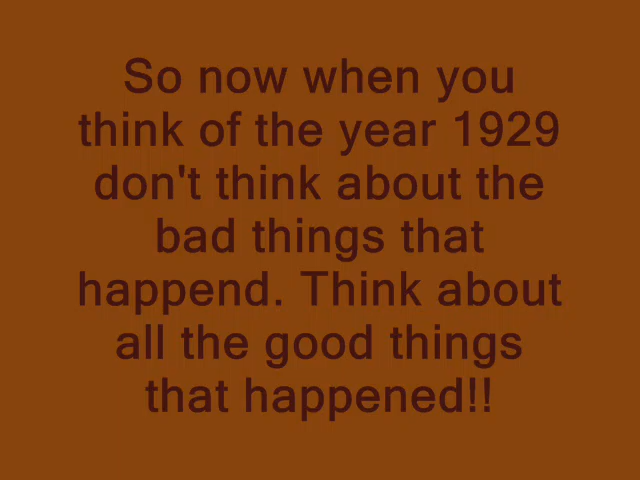 So now when you
think of the year 1929
don't think about the
bad things that
happend. Think about
all the good things
that happened!!